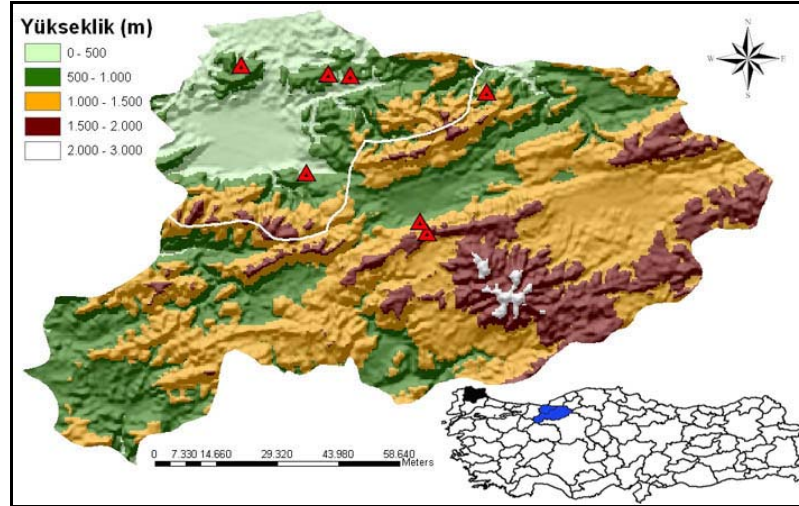 Yükseklik (m)
0 - 500
500 - 1.000
1.000 - 1.500
1.500 - 2.000
2.000 - 3.000
N
W E
S
0 7.330 14.660 29.320 43.980 58.640
Meters